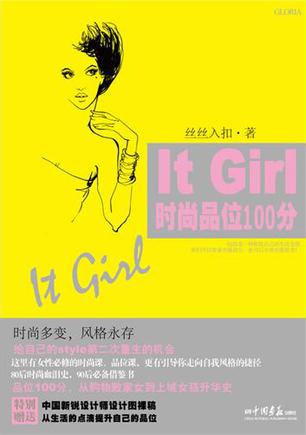 GLORIA
丝丝入扣·著
It Girl
时尚品位100分
It Girl
时尚多变，风格永存
给自己的style第二次重生的机会
这里有女性必修的时尚课、品位课，更有引导你走向自我风格的捷径
80后时尚血泪史，90后必备借鉴书
品位100分，从购物败家女到上城女孩升华史
特别赠送
中国新锐设计师设计图裸稿
从生活的点滴提升自己的品位
中国画报出版社